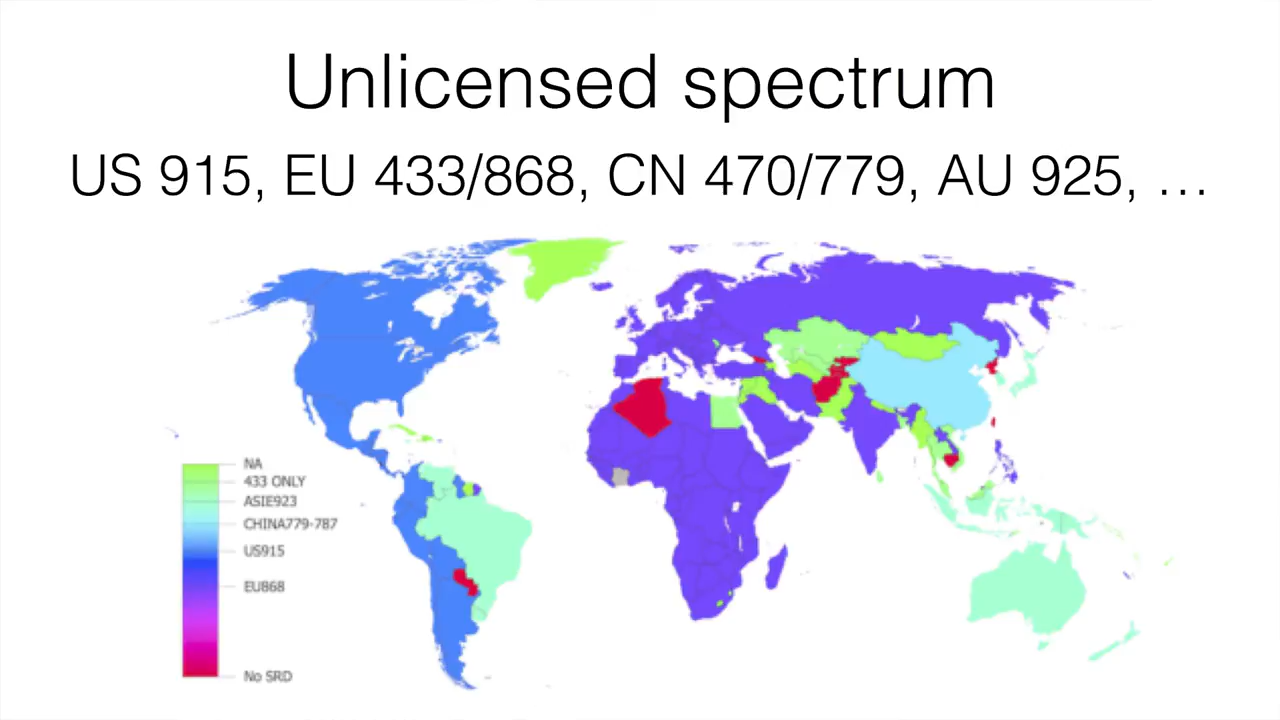 Unlicensed spectrum
US 915, EU 433/868, CN 470/779, AU 925, …
NA
433 ONLY
ASIE923
CHINA779-787
US915
EU868
No SRD